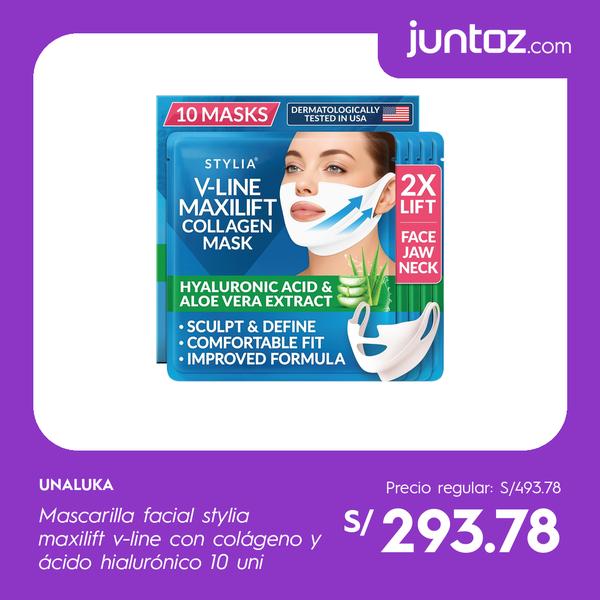 juntoz.com
10 MASKS
DERMATOLOGICALLY
TESTED IN USA
STYLIA®
V-LINE
MAXILIFT
COLLAGEN
MASK
2X
LIFT
FACE
JAW
NECK
HYALURONIC ACID &
ALOE VERA EXTRACT
• SCULPT & DEFINE
• COMFORTABLE FIT
• IMPROVED FORMULA
UNALUKA
Mascarilla facial stylia
maxilift v-line con colágeno y
ácido hialurónico 10 uni
Precio regular: S/493.78
S/ 293.78